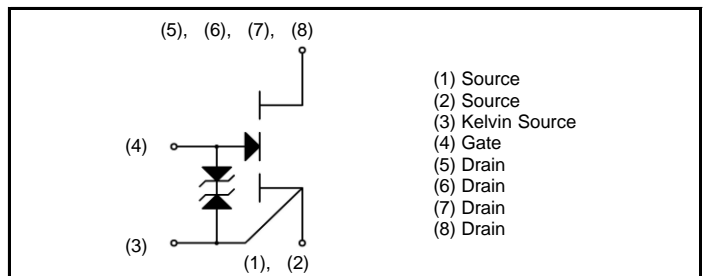 (5), (6), (7), (8)
(4)
(3)
(1), (2)
(1) Source
(2) Source
(3) Kelvin Source
(4) Gate
(5) Drain
(6) Drain
(7) Drain
(8) Drain